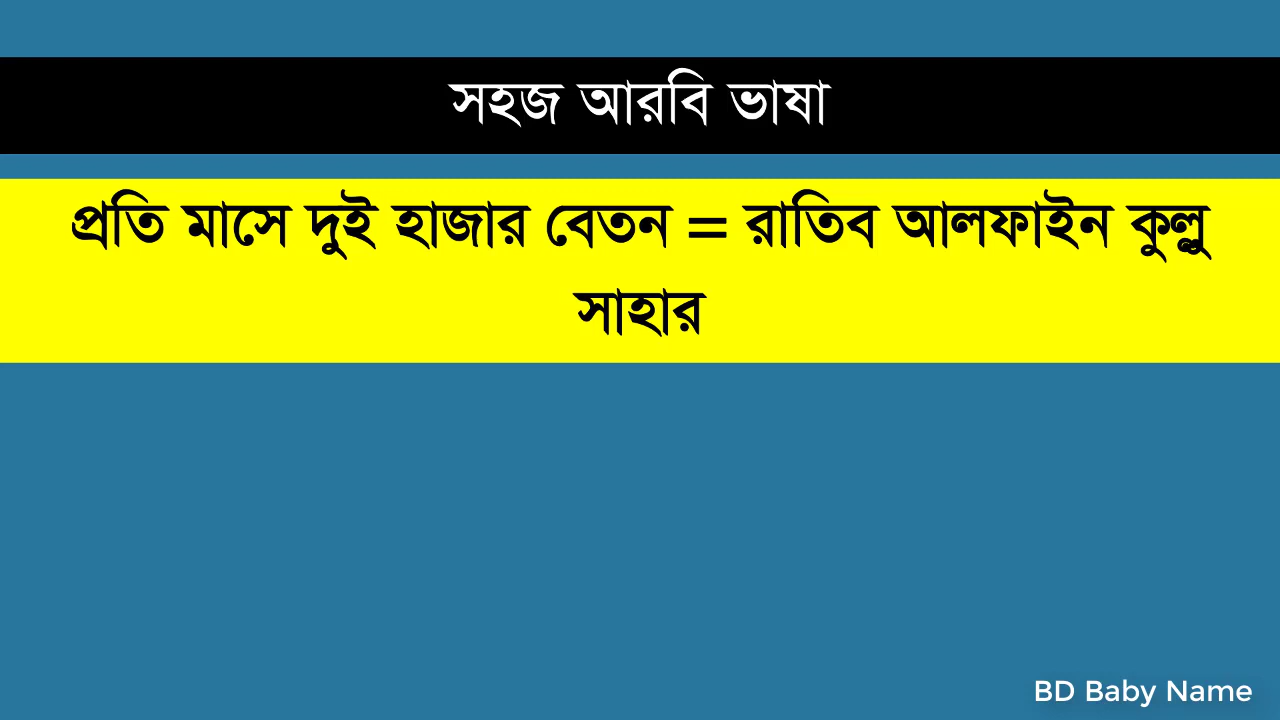 সহজ আরবি ভাষা
প্রতি মাসে দুই হাজার বেতন = রাতিব আলফাইন কুল্লু
সাহার
BD Baby Name